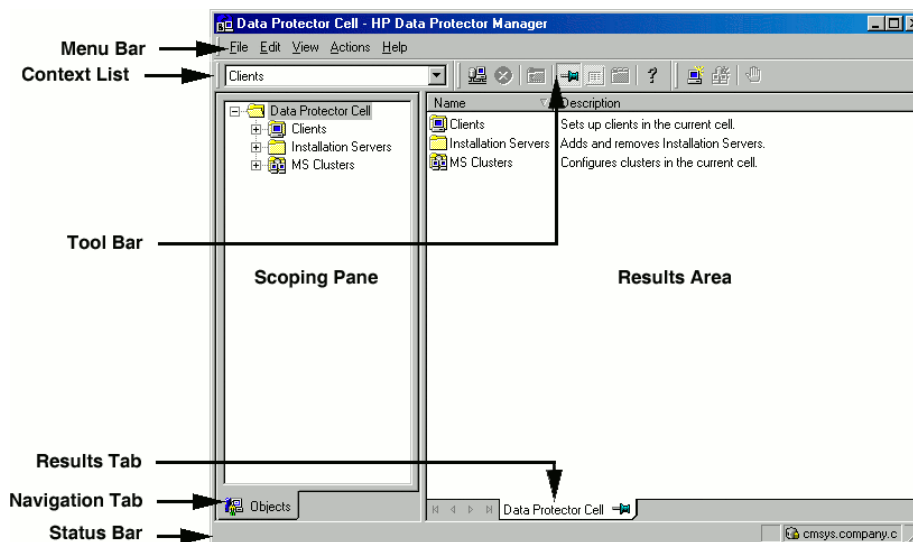 Data Protector Cell - HP Data Protector Manager
Menu Bar
File Edit View Actions Help
Context List
Clients
Name Description
Data Protector Cell
Clients
Installation Servers
MS Clusters
Clients Sets up clients in the current cell.
Installation Servers Adds and removes Installation Servers.
MS Clusters Configures clusters in the current cell.
Tool Bar
Scoping Pane
Results Area
Results Tab
Navigation Tab
Objects
Data Protector Cell
Status Bar
cmsys.company.c